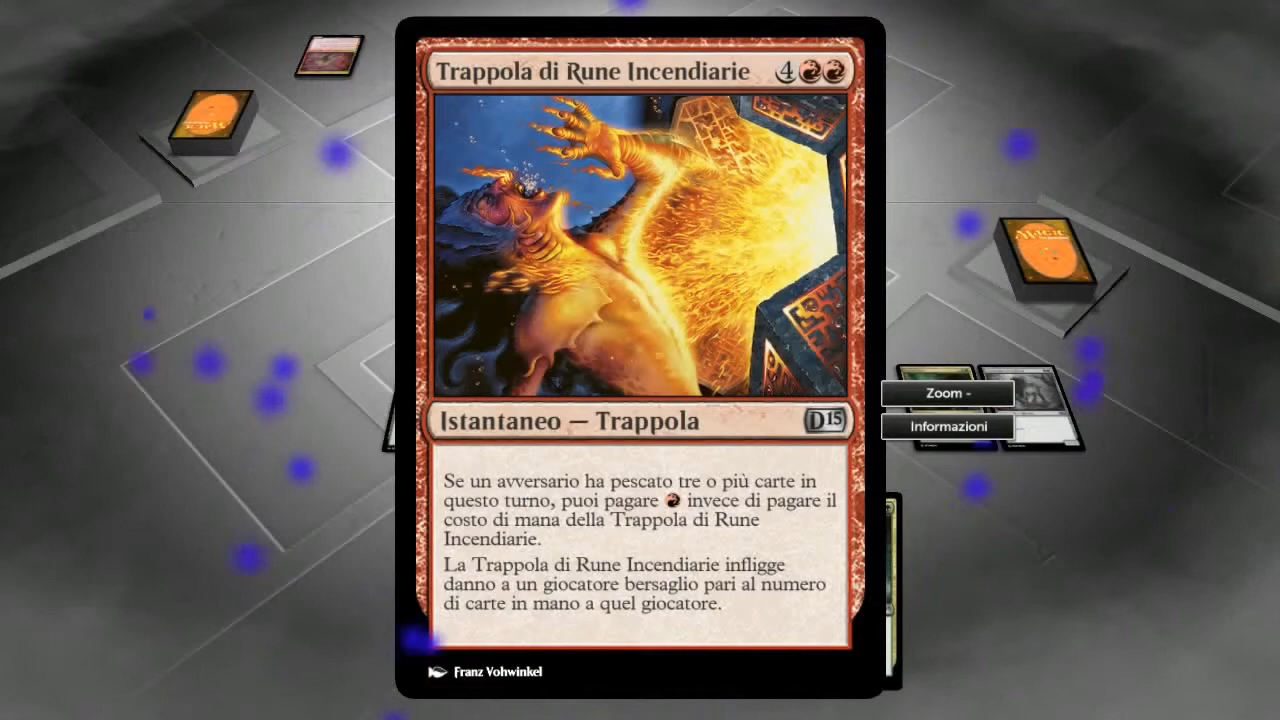 Trappola di Rune Incendiarie 4
Istantaneo — Trappola
D15
Se un avversario ha pescato tre o più carte in
questo turno, puoi pagare invece di pagare il
costo di mana della Trappola di Rune
Incendiarie.
La Trappola di Rune Incendiarie infligge
danno a un giocatore bersaglio pari al numero
di carte in mano a quel giocatore.
Franz Vohwinkel
Zoom -
Informazioni
Magic
Magic